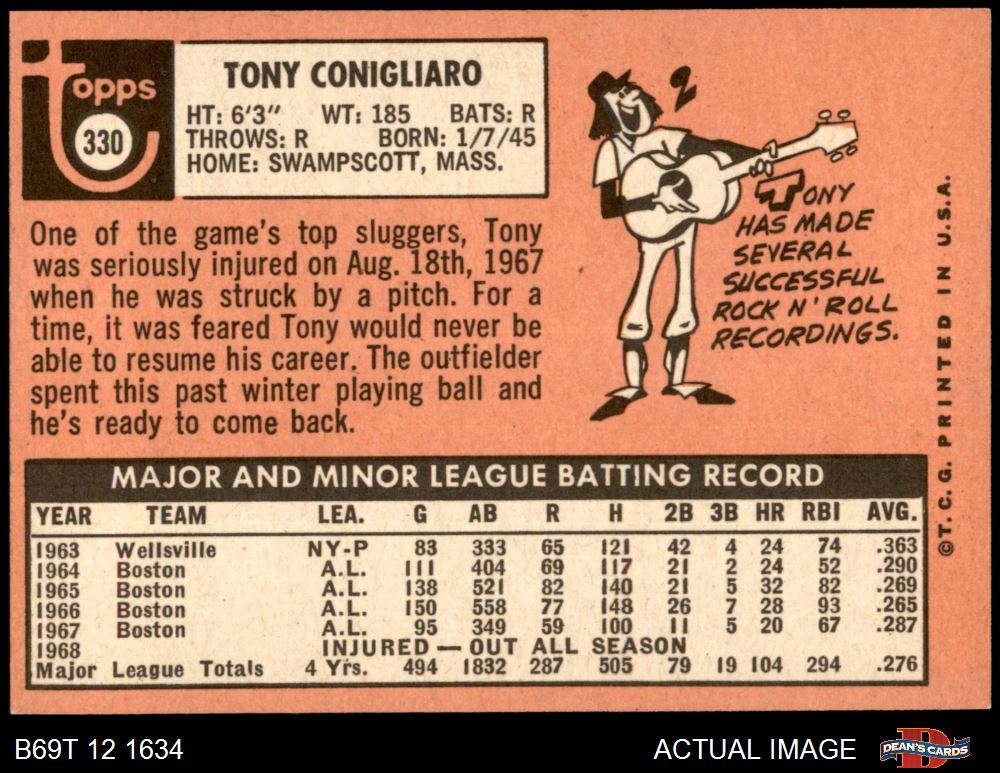 Topps
330
TONY CONIGLIARO
HT: 6'3" WT: 185 BATS: R
THROWS: R BORN: 1/7/45
HOME: SWAMPSCOTT, MASS.
One of the game's top sluggers, Tony
was seriously injured on Aug. 18th, 1967
when he was struck by a pitch. For a
time, it was feared Tony would never be
able to resume his career. The outfielder
spent this past winter playing ball and
he's ready to come back.
TONY
HAS MADE
SEVERAL
SUCCESSFUL
ROCK N' ROLL
RECORDINGS.
© T. C. G. PRINTED IN U.S.A.
MAJOR AND MINOR LEAGUE BATTING RECORD
YEAR TEAM LEA. G AB R H 2B 3B HR RBI AVG.
1963 Wellsville NY-P 83 333 65 121 42 4 24 74 .363
1964 Boston A.L. 111 404 69 117 21 2 24 52 .290
1965 Boston A.L. 138 521 82 140 21 5 32 82 .269
1966 Boston A.L. 150 558 77 148 26 7 28 93 .265
1967 Boston A.L. 95 349 59 100 11 5 20 67 .287
1968 INJURED — OUT ALL SEASON
Major League Totals 4 Yrs. 494 1832 287 505 79 19 104 294 .276
B69T 12 1634
ACTUAL IMAGE
DEAN'S CARDS